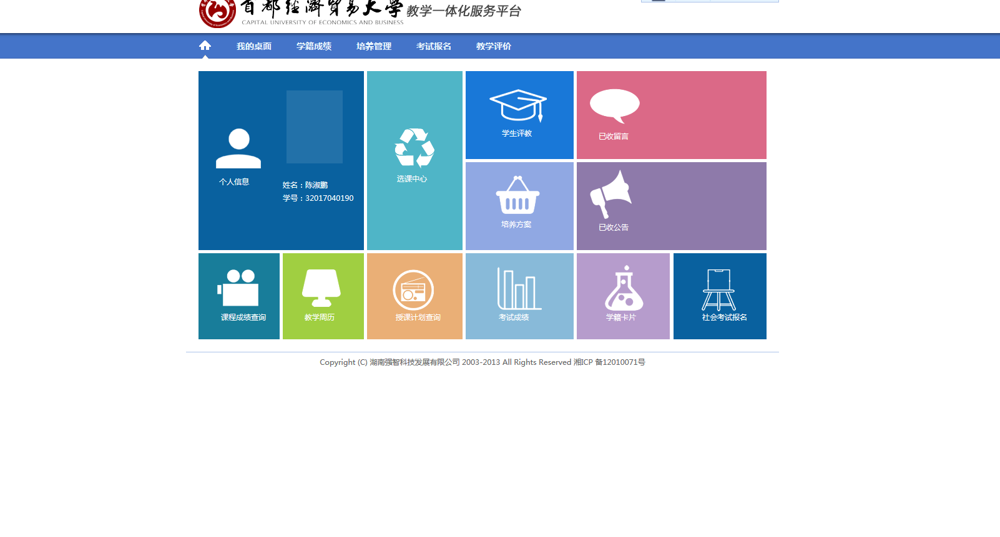 首都经济贸易大学 教学一体化服务平台
CAPITAL UNIVERSITY OF ECONOMICS AND BUSINESS
我的桌面 学籍成绩 培养管理 考试报名 教学评价
个人信息
姓名：陈淑鹏
学号：32017040190
选课中心
学生评教
已收留言
培养方案
已收公告
课程成绩查询
教学周历
授课计划查询
考试成绩
学籍卡片
社会考试报名
Copyright (C) 湖南强智科技发展有限公司 2003-2013 All Rights Reserved 湘ICP 备12010071号